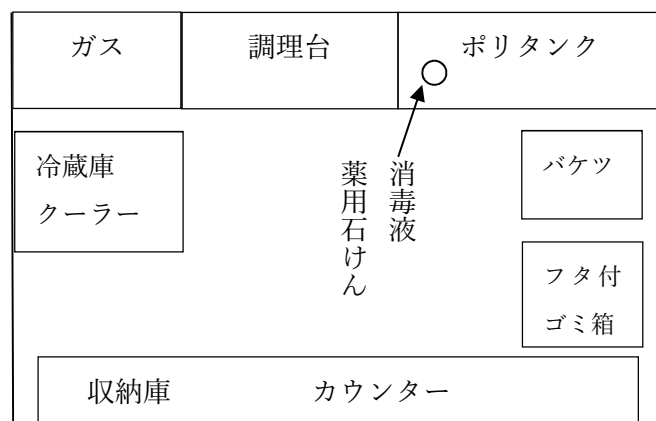 ガス
調理台
ポリタンク
冷蔵庫
クーラー
消毒液
薬用石けん
バケツ
フタ付
ゴミ箱
収納庫
カウンター